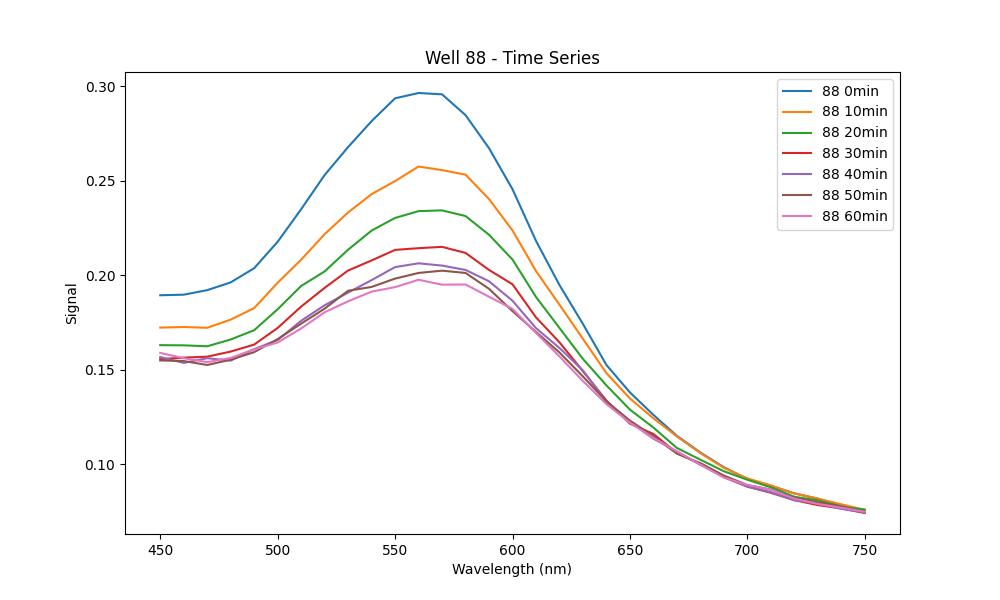 Well 88 - Time Series
88 0min
88 10min
88 20min
88 30min
88 40min
88 50min
88 60min
0.30
0.25
0.20
0.15
0.10
Signal
450 500 550 600 650 700 750
Wavelength (nm)